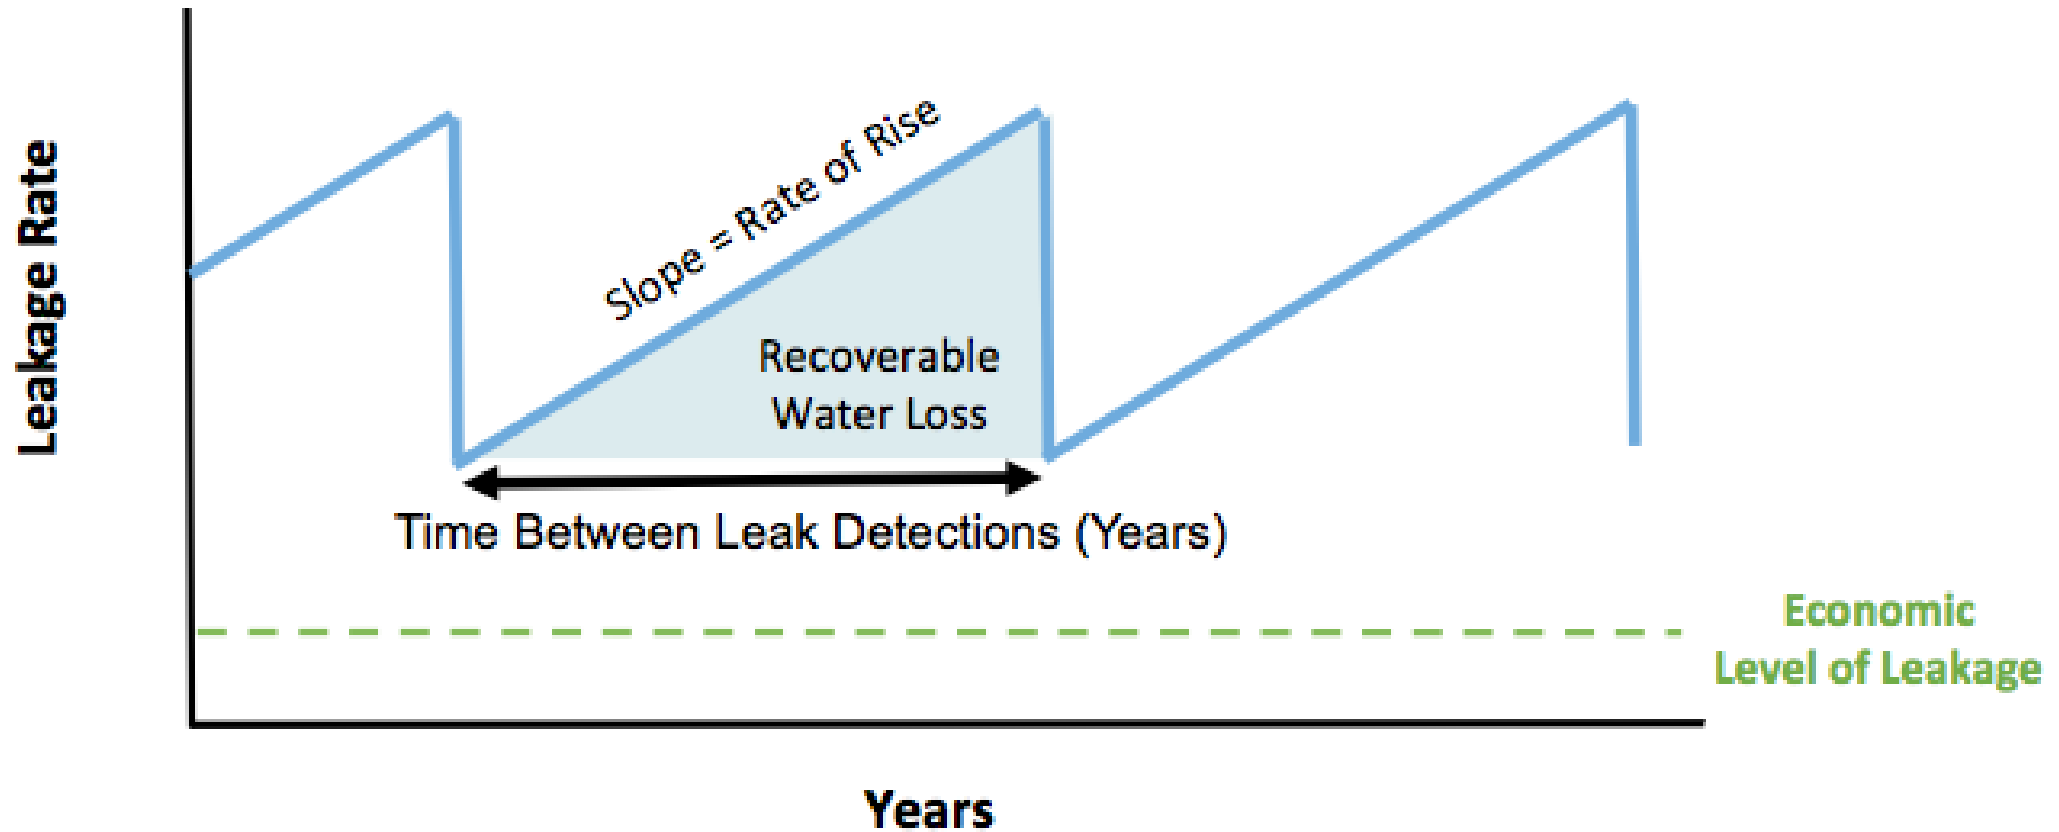 Leakage Rate
Slope = Rate of Rise
Recoverable
Water Loss
Time Between Leak Detections (Years)
Economic
Level of Leakage
Years